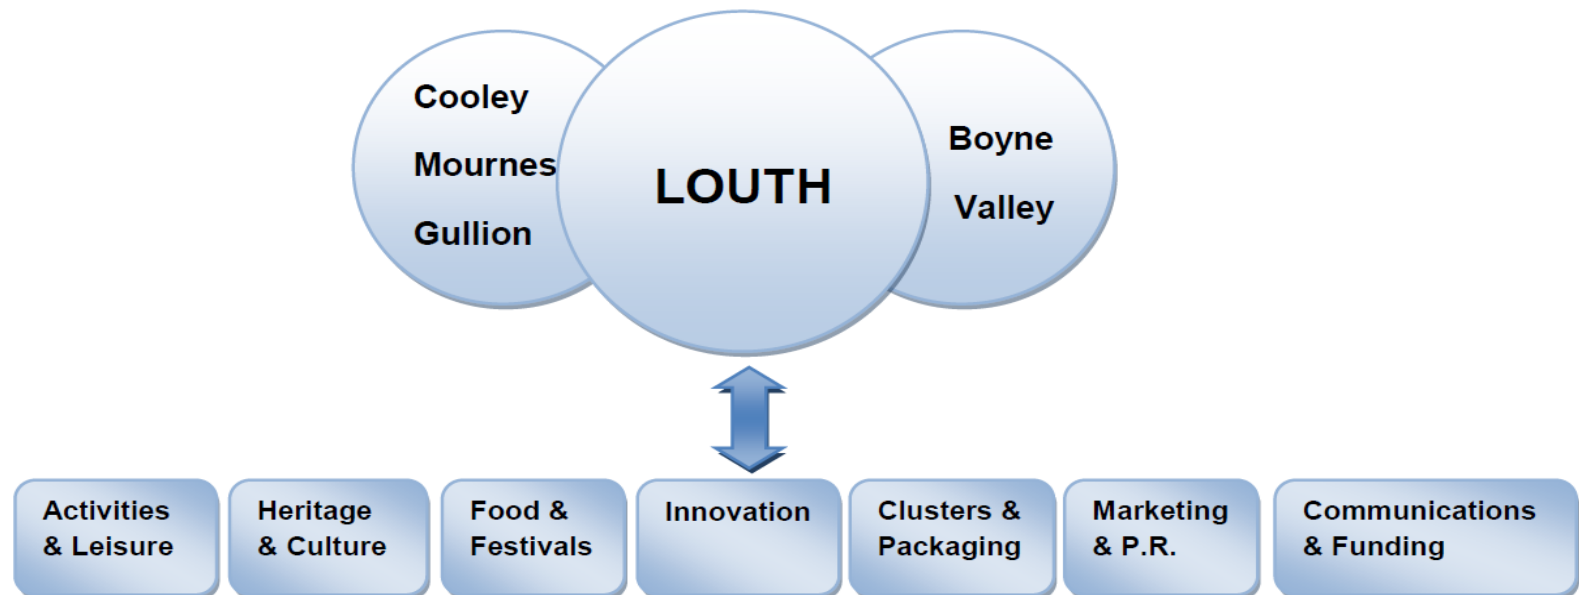 Cooley
Mournes
Gullion
LOUTH
Boyne
Valley
Activities
& Leisure
Heritage
& Culture
Food &
Festivals
Innovation
Clusters &
Packaging
Marketing
& P.R.
Communications
& Funding